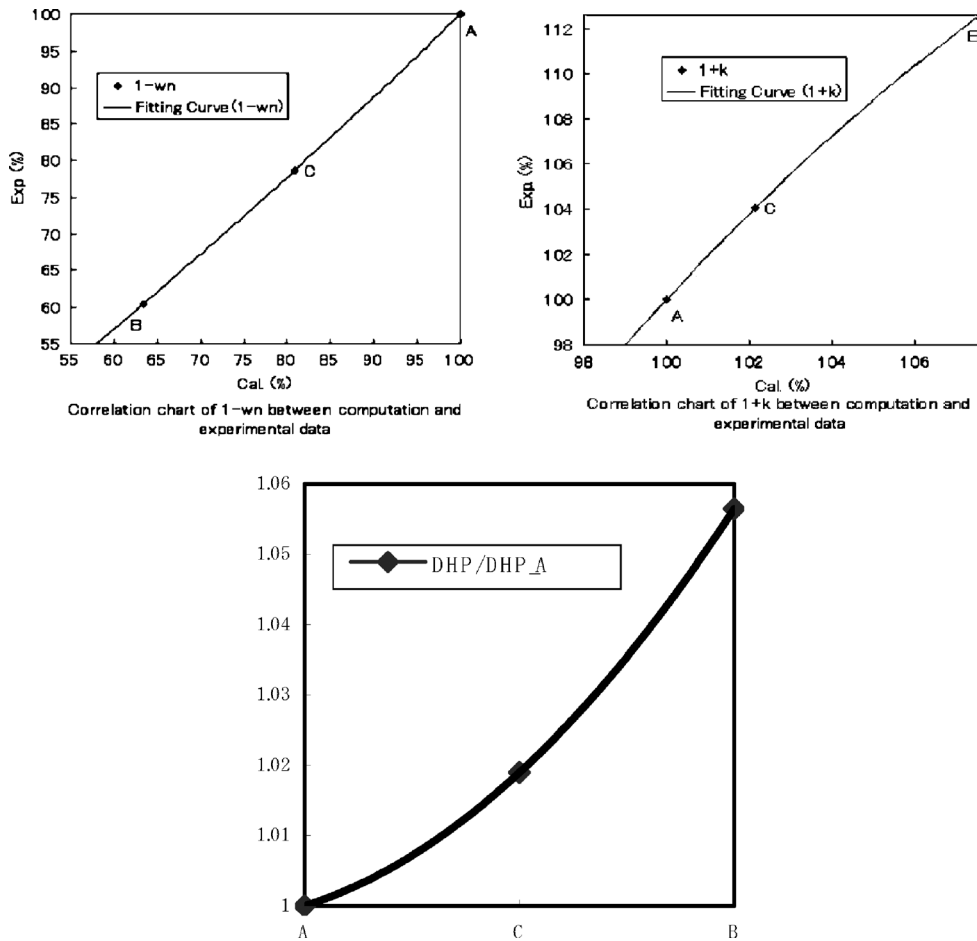 100
95
90
85
80
75
70
65
60
55
Exp (%)
1-wn
Fitting Curve (1-wn)
A
C
B
55 60 65 70 75 80 85 90 95 100
Cal. (%)
Correlation chart of 1-wn between computation and
experimental data
112
110
108
106
104
102
100
98
Exp. (%)
1+k
Fitting Curve (1+k)
C
A
98 100 102 104 106
Cal. (%)
Correlation chart of 1+k between computation and
experimental data
1.06
1.05
1.04
1.03
1.02
1.01
1
DHP/DHP_A
A C B